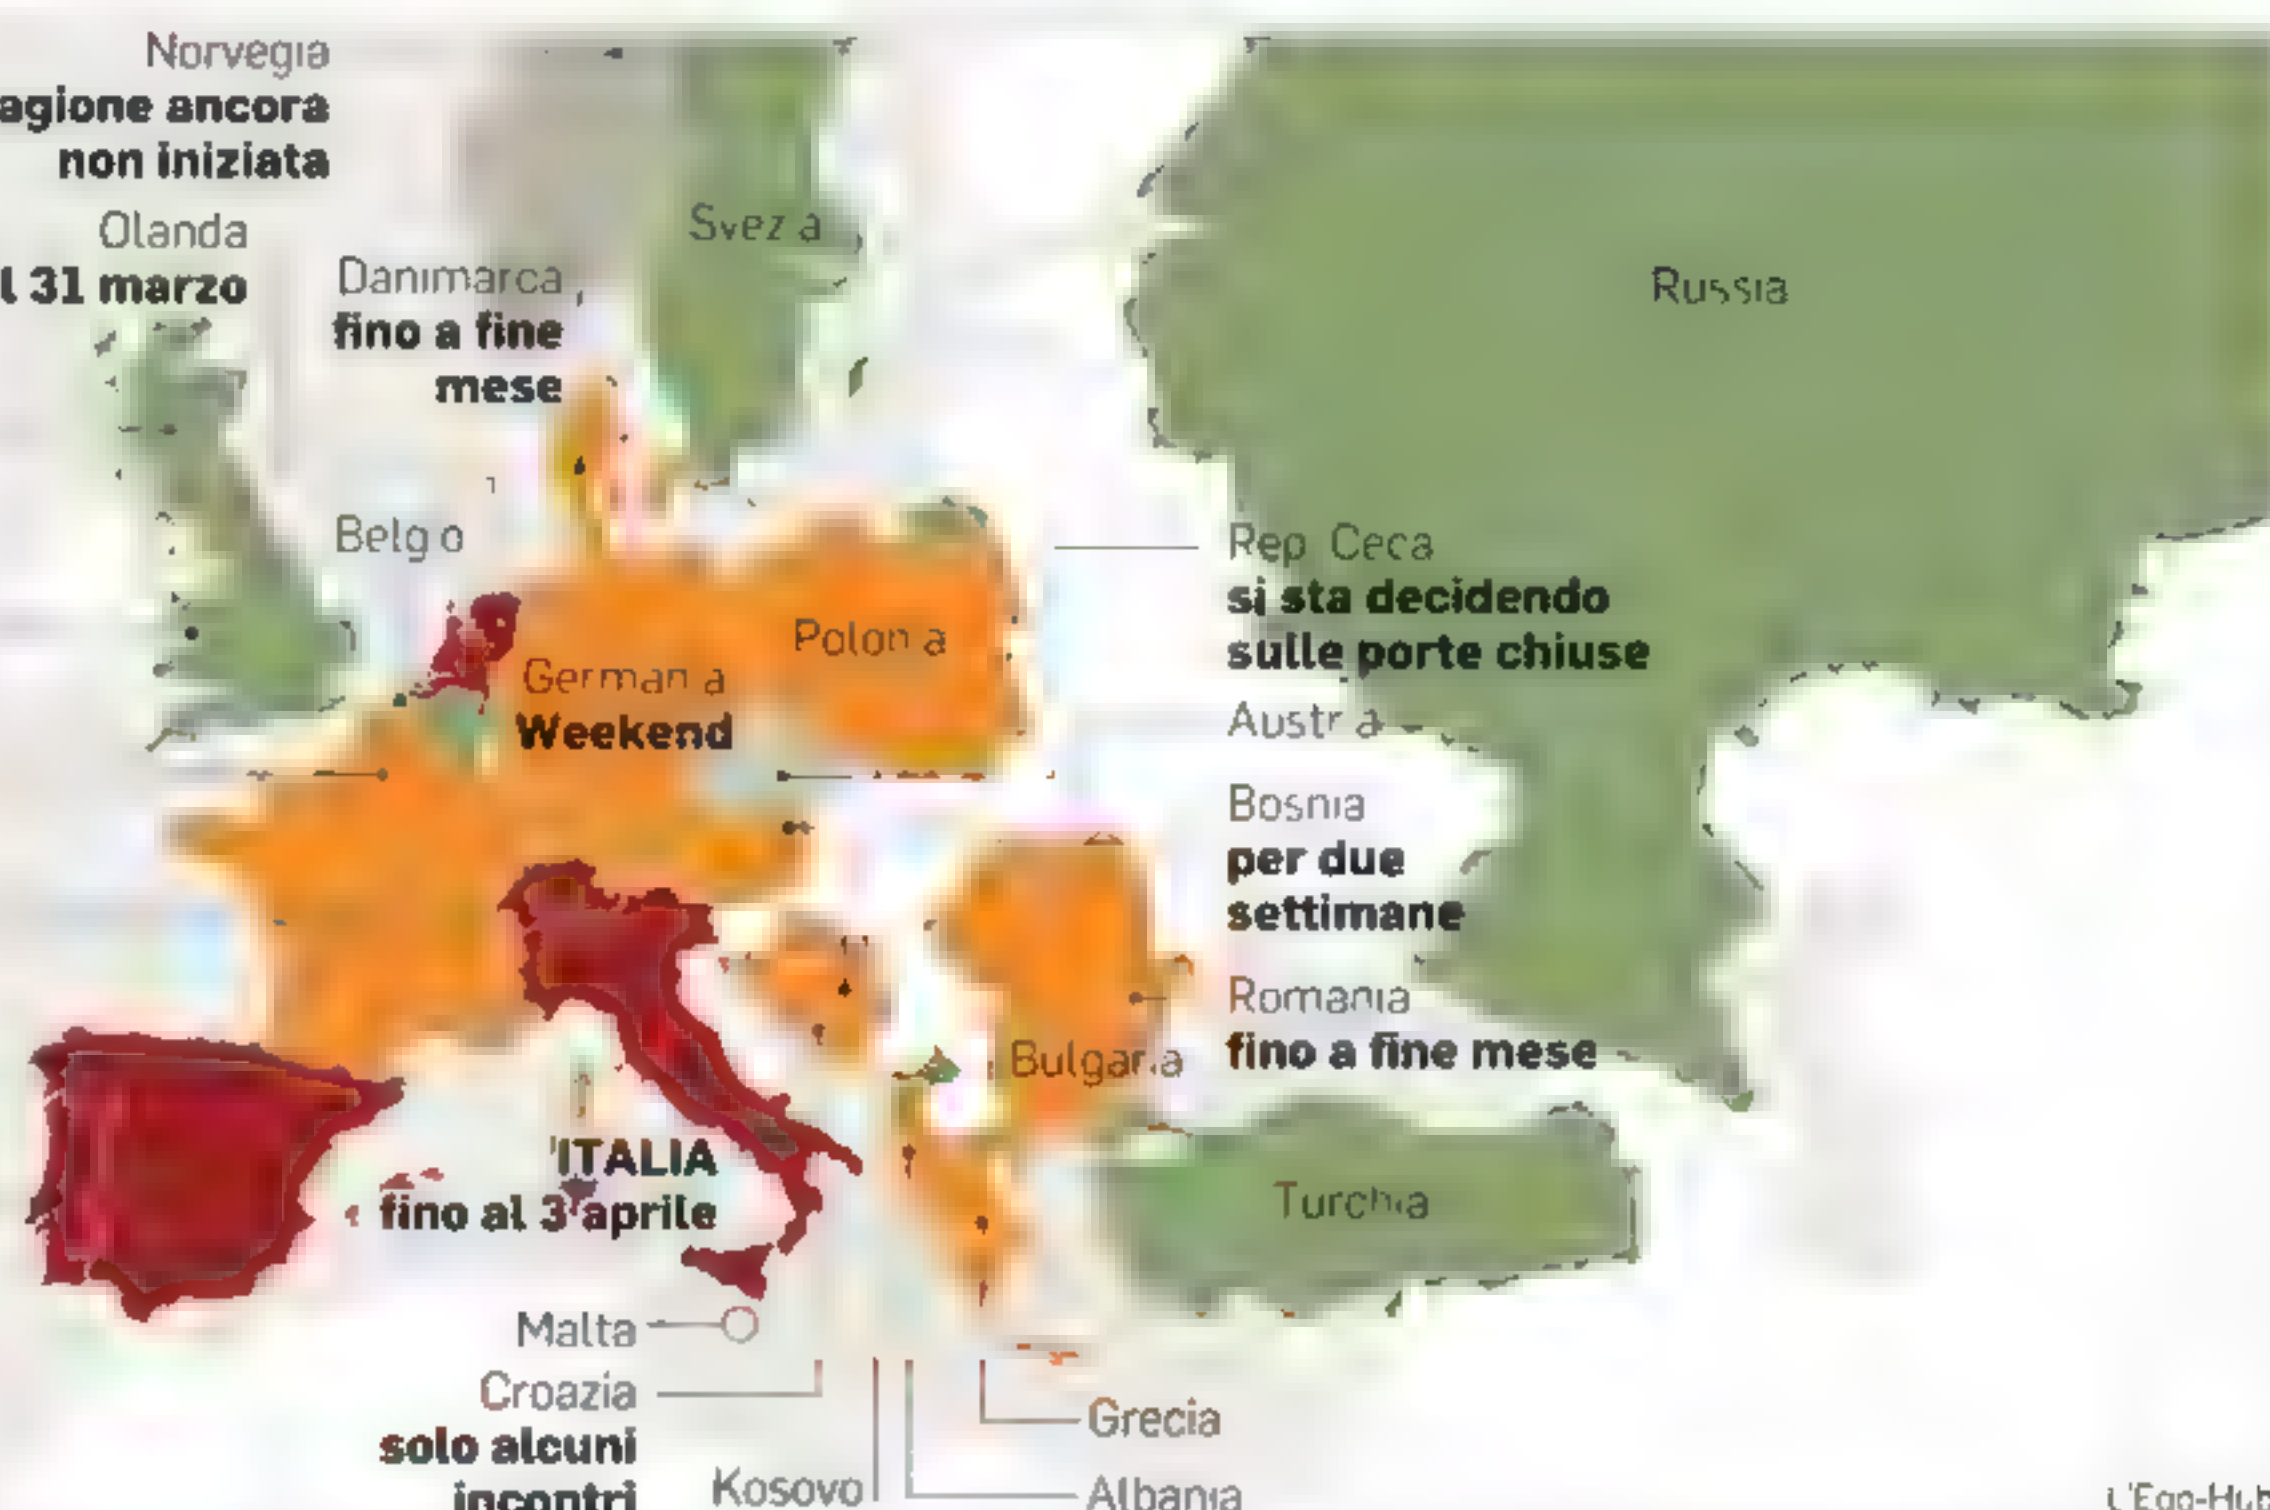 Norvegia
agione ancora
non iniziata
Olanda
l 31 marzo
Danimarca
fino a fine
mese
Svezia
Russia
Belgio
Polonia
Germania
Weekend
Rep Ceca
si sta decidendo
sulle porte chiuse
Austria
Bosnia
per due
settimane
Romania
fino a fine mese
Bulgaria
Turchia
ITALIA
fino al 3 aprile
Malta
Croazia
solo alcuni
incontri
Kosovo
Grecia
Albania
L'Ego-Hub